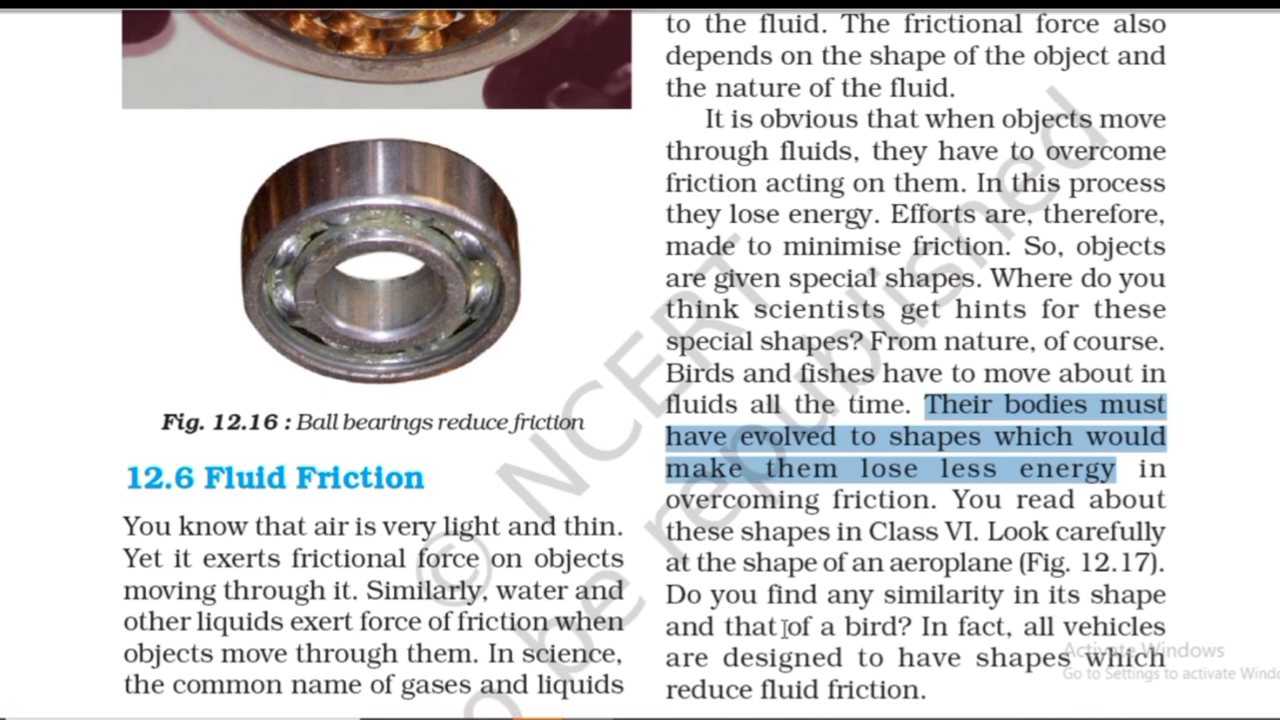 Fig. 12.16 : Ball bearings reduce friction
12.6 Fluid Friction
You know that air is very light and thin.
Yet it exerts frictional force on objects
moving through it. Similarly, water and
other liquids exert force of friction when
objects move through them. In science,
the common name of gases and liquids
to the fluid. The frictional force also
depends on the shape of the object and
the nature of the fluid.
It is obvious that when objects move
through fluids, they have to overcome
friction acting on them. In this process
they lose energy. Efforts are, therefore,
made to minimise friction. So, objects
are given special shapes. Where do you
think scientists get hints for these
special shapes? From nature, of course.
Birds and fishes have to move about in
fluids all the time. Their bodies must
have evolved to shapes which would
make them lose less energy in
overcoming friction. You read about
these shapes in Class VI. Look carefully
at the shape of an aeroplane (Fig. 12.17).
Do you find any similarity in its shape
and that of a bird? In fact, all vehicles
are designed to have shapes which
reduce fluid friction.
© NCERT
o be republished
Activate Windows
Go to Settings to activate